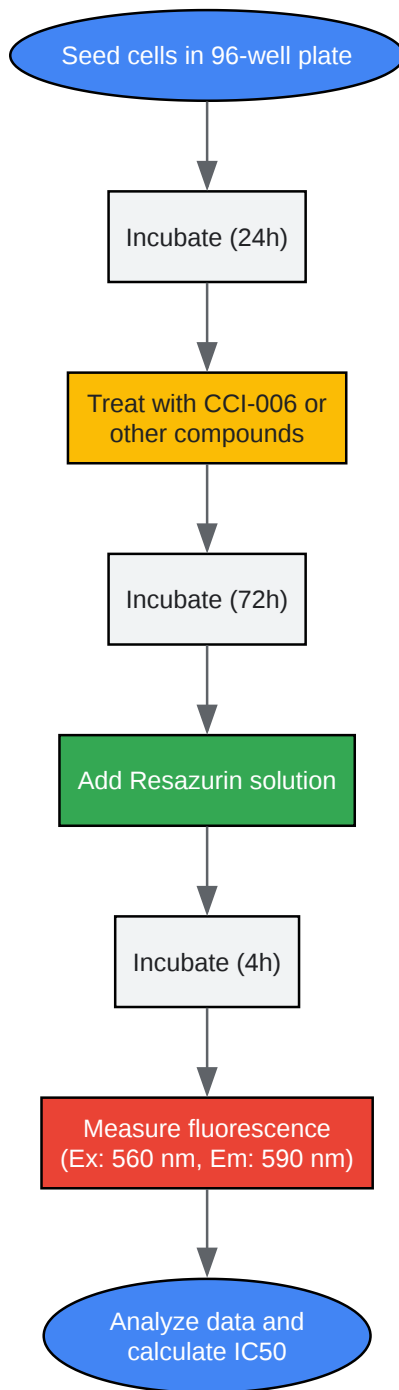 Seed cells in 96-well plate
Incubate (24h)
Treat with CCI-006 or
other compounds
Incubate (72h)
Add Resazurin solution
Incubate (4h)
Measure fluorescence
(Ex: 560 nm, Em: 590 nm)
Analyze data and
calculate IC50